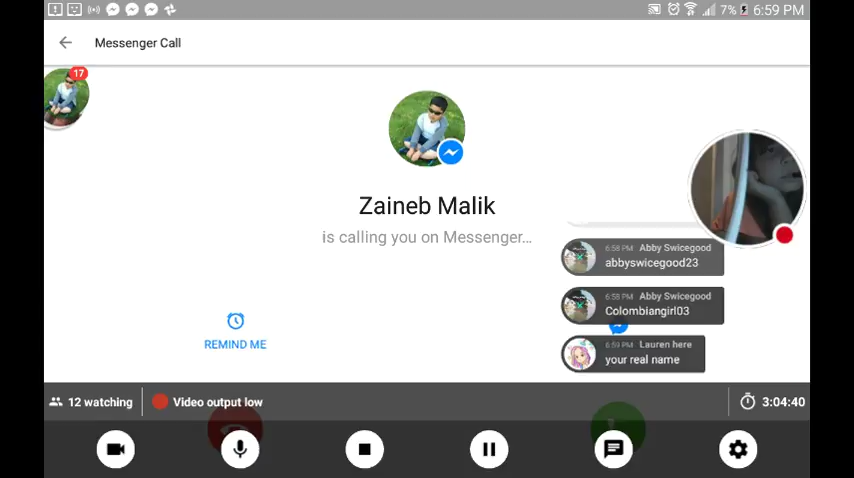 7% 6:59 PM
Messenger Call
17
Zaineb Malik
is calling you on Messenger...
6:58 PM Abby Swicegood
abbyswicegood23
6:58 PM Abby Swicegood
Colombiangirl03
6:59 PM Lauren here
your real name
REMIND ME
12 watching
Video output low
3:04:40